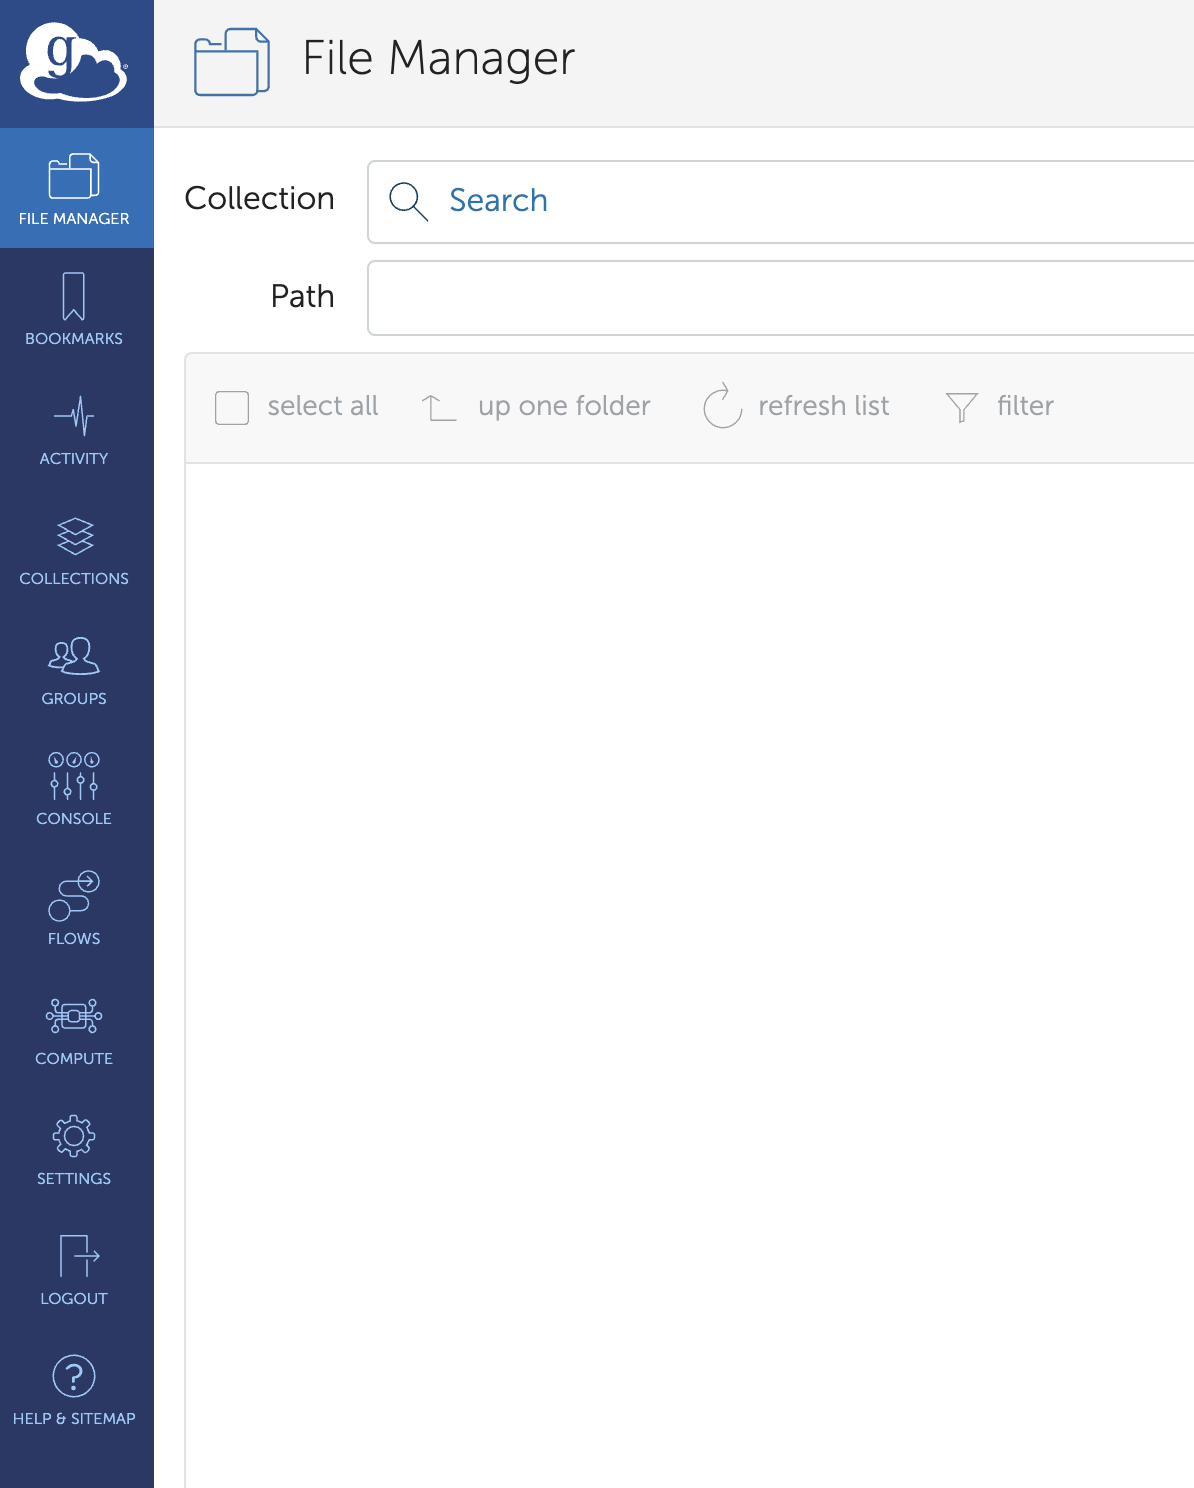 g
File Manager
FILE MANAGER
BOOKMARKS
ACTIVITY
COLLECTIONS
GROUPS
CONSOLE
FLOWS
COMPUTE
SETTINGS
LOGOUT
HELP & SITEMAP
Collection
Search
Path
select all up one folder refresh list filter